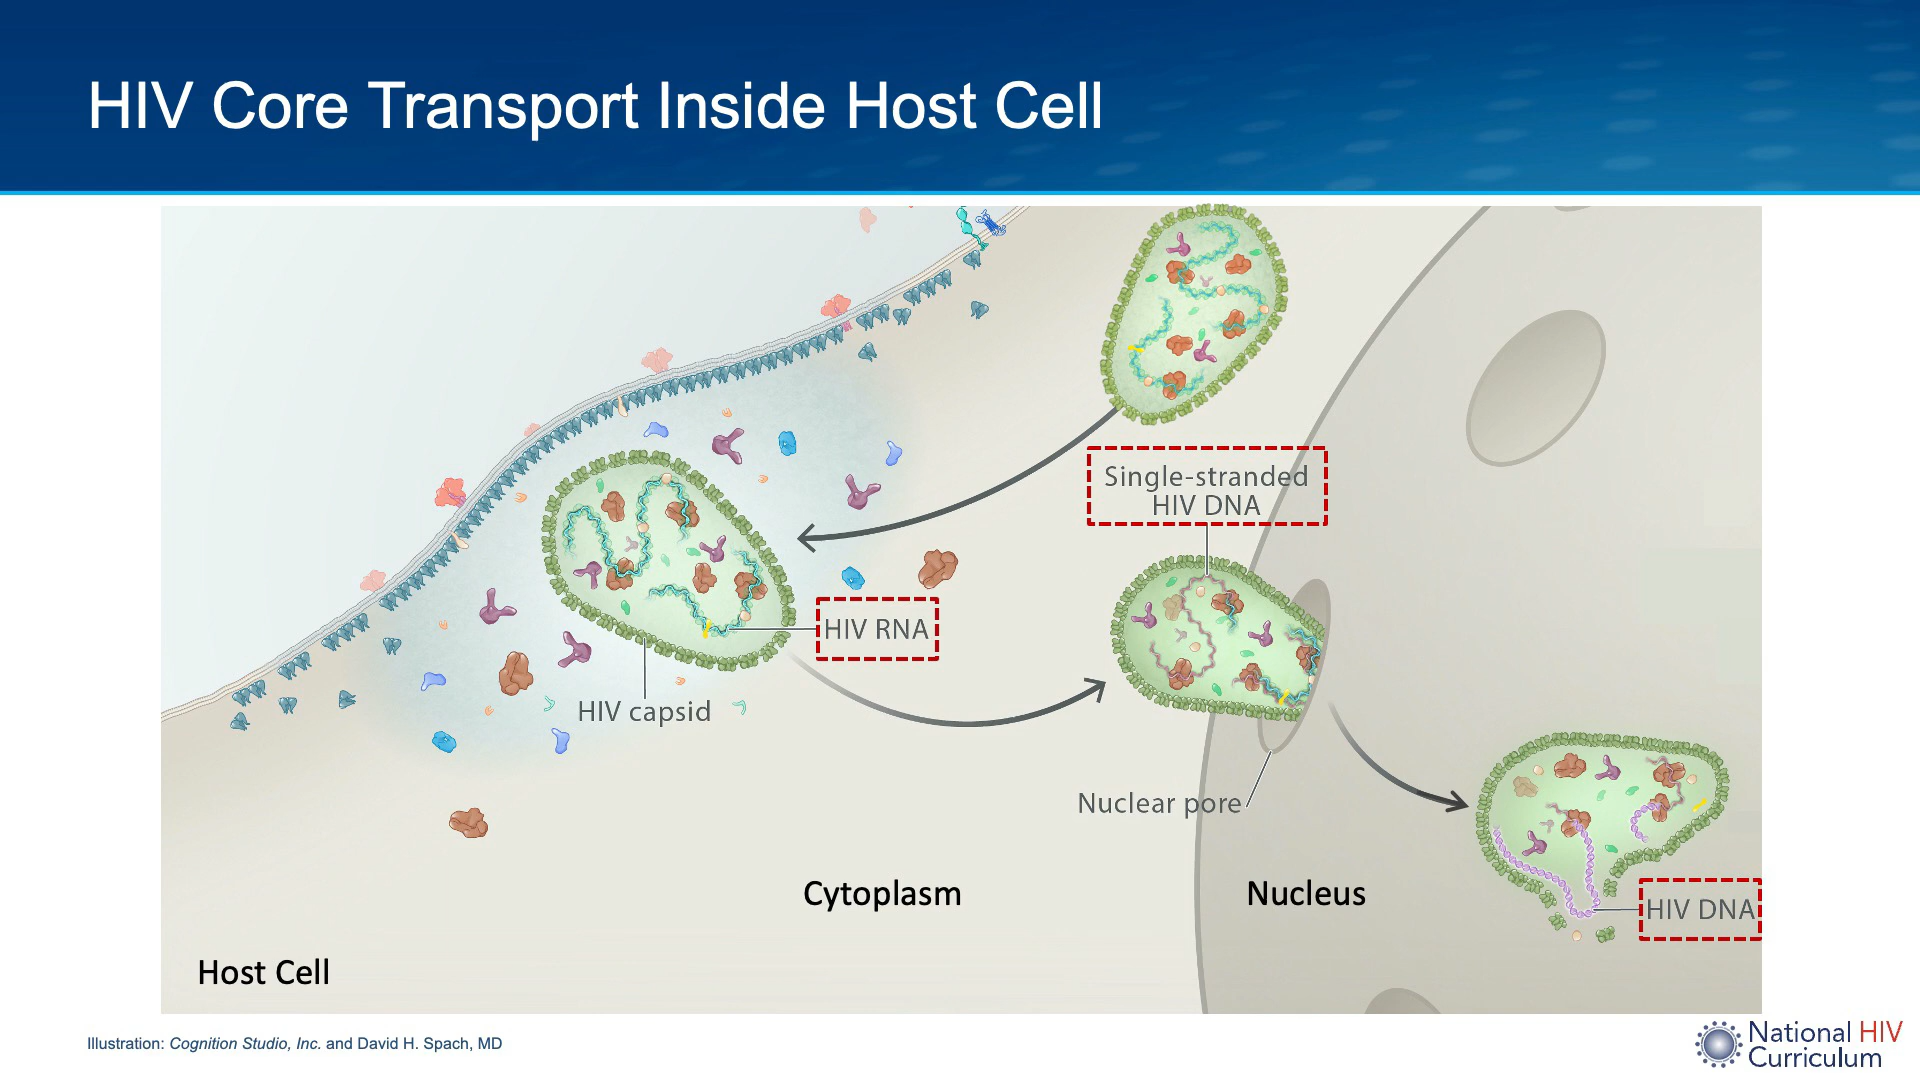 HIV Core Transport Inside Host Cell
Single-stranded
HIV DNA
HIV RNA
HIV capsid
Nuclear pore
Cytoplasm
Nucleus
HIV DNA
Host Cell
Illustration: Cognition Studio, Inc. and David H. Spach, MD
National HIV
Curriculum